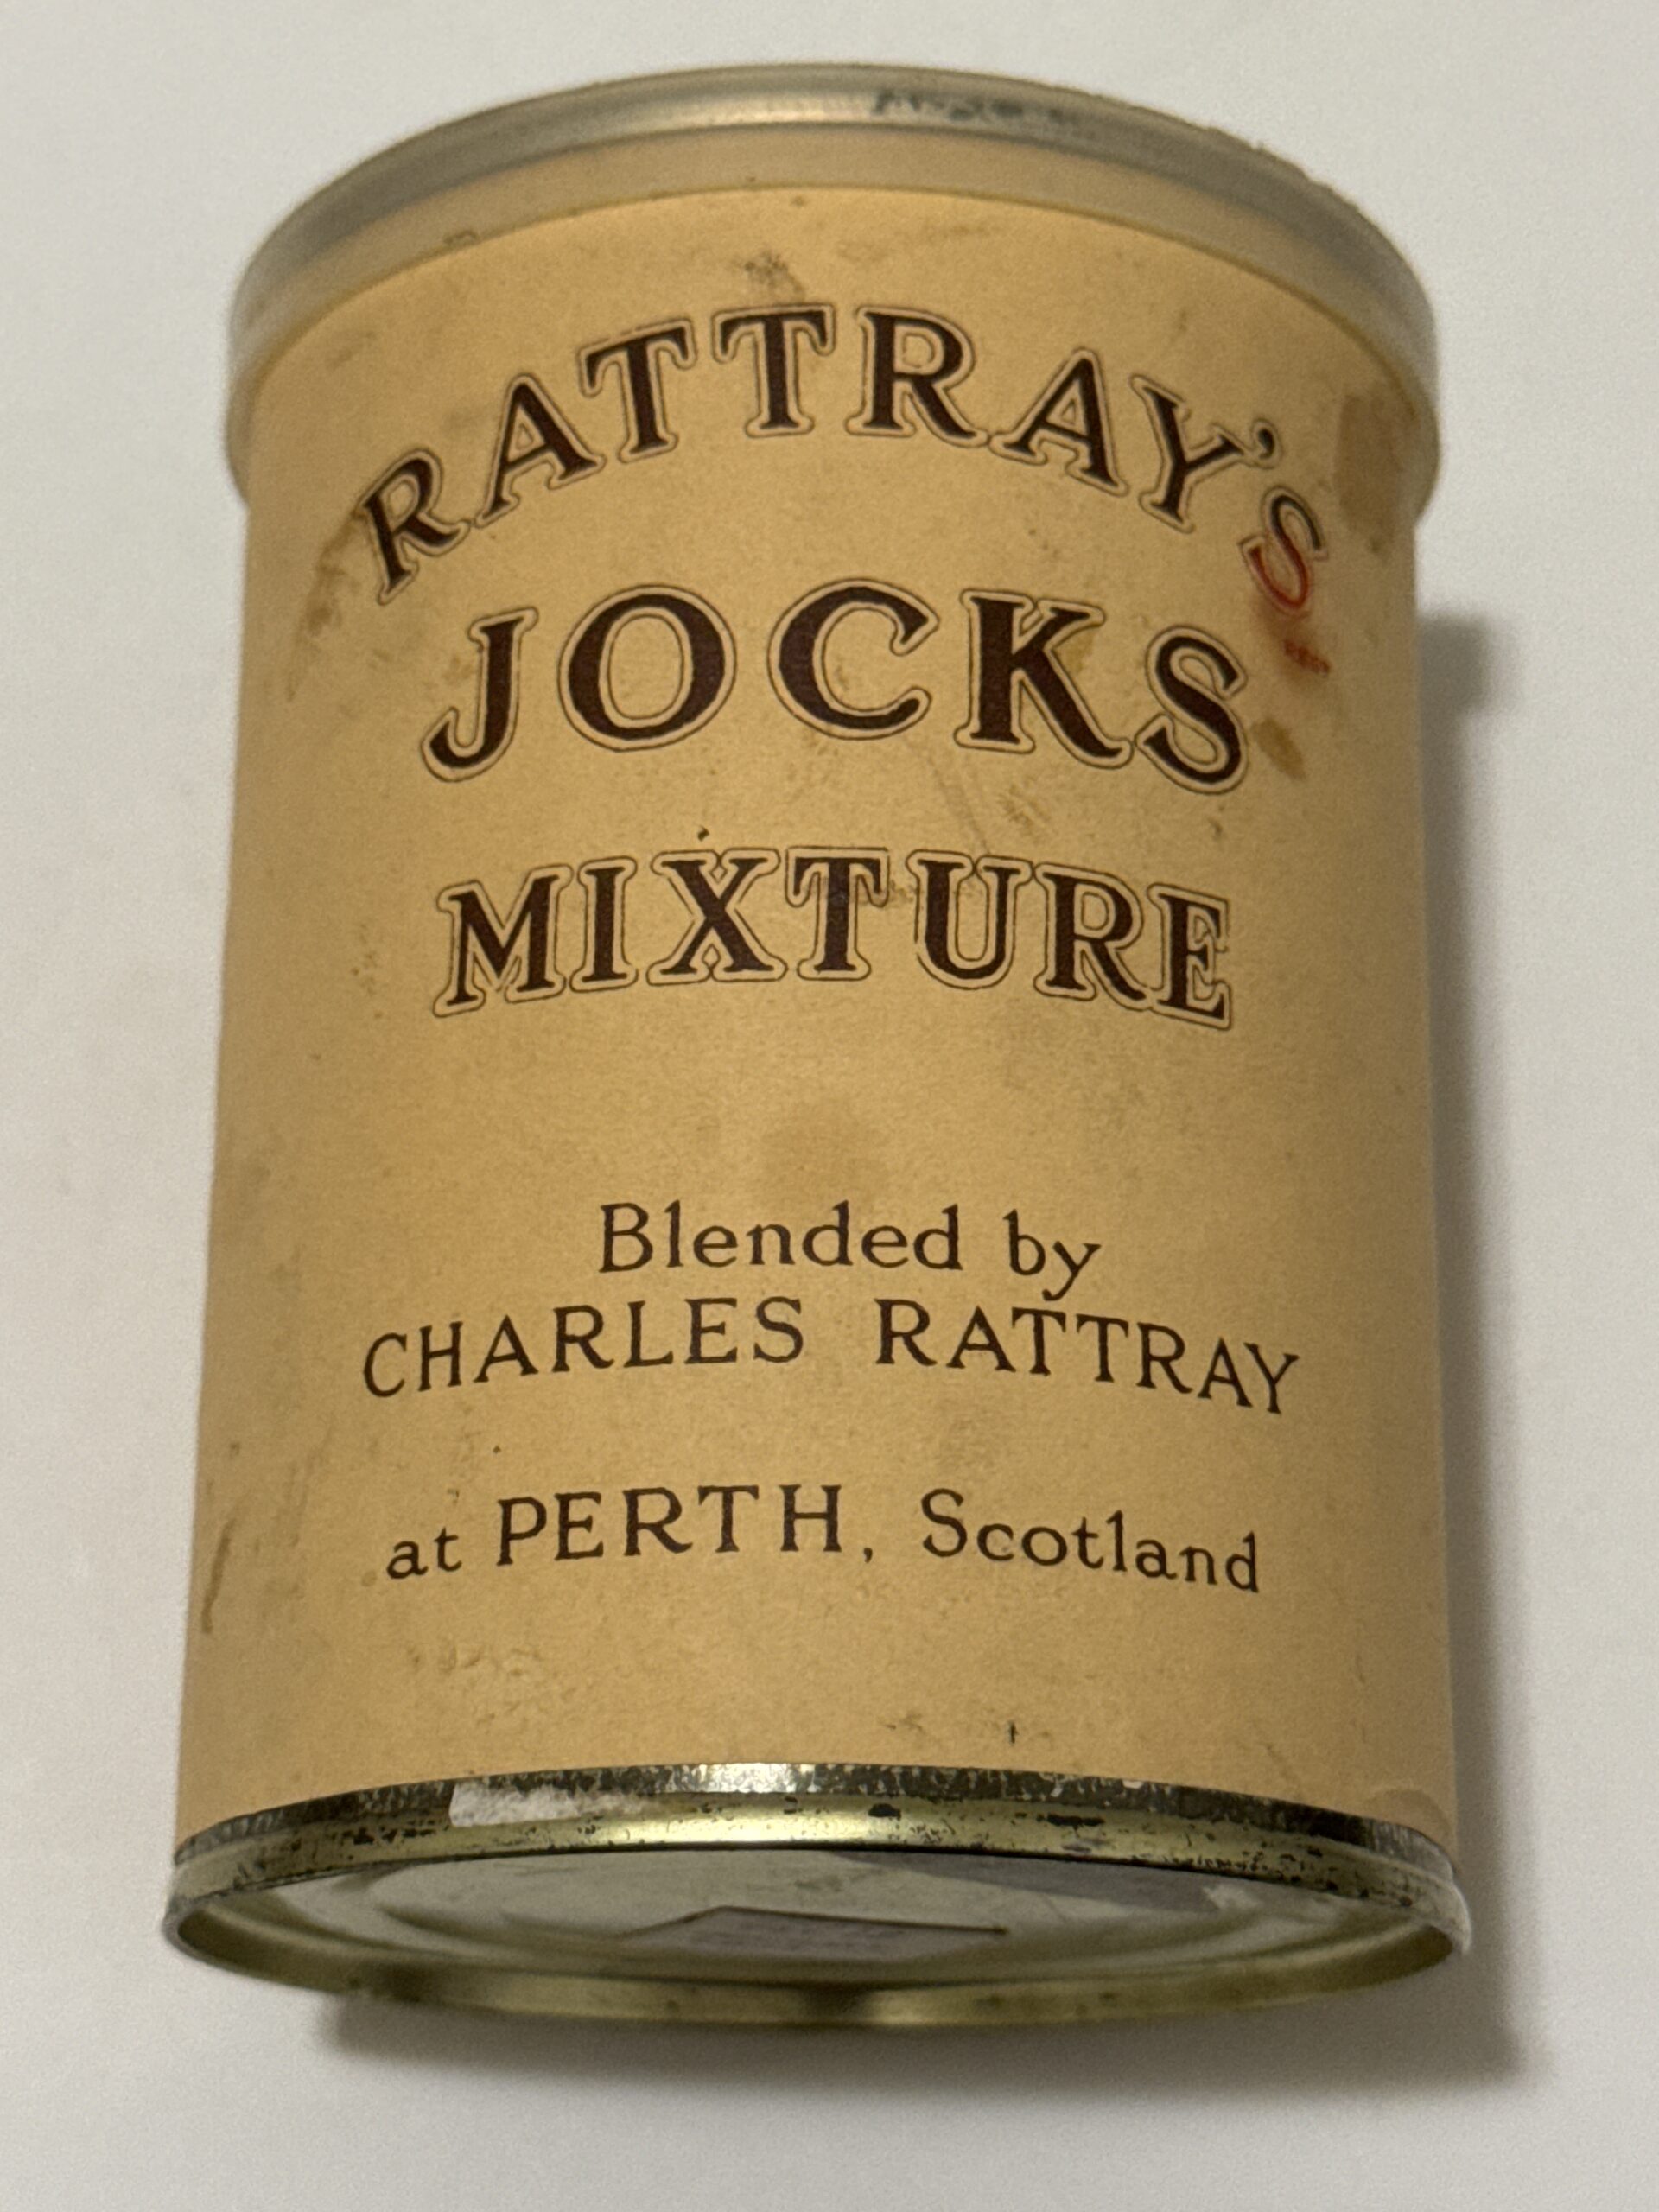 RATTRAY'S
JOCKS
MIXTURE
Blended by
CHARLES RATTRAY
at PERTH, Scotland